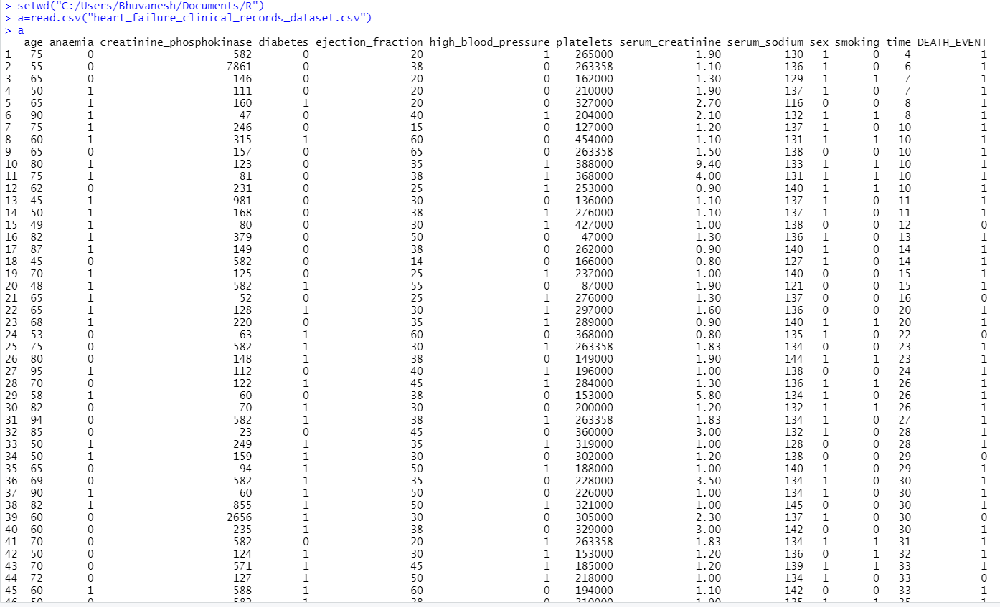 > setwd("C:/Users/Bhuvanesh/Documents/R")
> a=read.csv("heart_failure_clinical_records_dataset.csv")
> a
age anaemia creatinine_phosphokinase diabetes ejection_fraction high_blood_pressure platelets serum_creatinine serum_sodium sex smoking time DEATH_EVENT
1 75 0 582 0 20 1 265000 1.90 130 1 0 4 1
2 55 0 7861 0 38 0 263358 1.10 136 1 0 6 1
3 65 0 146 0 20 0 162000 1.30 129 1 1 7 1
4 50 1 111 0 20 0 210000 1.90 137 1 0 7 1
5 65 1 160 1 20 0 327000 2.70 116 0 0 8 1
6 90 1 47 0 40 1 204000 2.10 132 1 1 8 1
7 75 1 246 0 15 0 127000 1.20 137 1 0 10 1
8 60 1 315 1 60 0 454000 1.10 131 1 1 10 1
9 65 0 157 0 65 0 263358 1.50 138 0 0 10 1
10 80 1 123 0 35 1 388000 9.40 133 1 1 10 1
11 75 1 81 0 38 1 368000 4.00 131 1 1 10 1
12 62 0 231 0 25 1 253000 0.90 140 1 1 10 1
13 45 1 981 0 30 0 136000 1.10 137 1 0 11 1
14 50 1 168 0 38 1 276000 1.10 137 1 0 11 1
15 49 1 80 0 30 1 427000 1.00 138 0 0 12 0
16 82 1 379 0 50 0 47000 1.30 136 1 0 13 1
17 87 1 149 0 38 0 262000 0.90 140 1 0 14 1
18 45 0 582 0 14 0 166000 0.80 127 1 0 14 1
19 70 1 125 0 25 1 237000 1.00 140 0 0 15 1
20 48 1 582 1 55 0 87000 1.90 121 0 0 15 1
21 65 1 52 0 25 1 276000 1.30 137 0 0 16 0
22 65 1 128 1 30 1 297000 1.60 136 0 0 20 1
23 68 1 220 0 35 1 289000 0.90 140 1 1 20 1
24 53 0 63 1 60 0 368000 0.80 135 1 0 22 0
25 75 0 582 1 30 1 263358 1.83 134 0 0 23 1
26 80 0 148 1 38 0 149000 1.90 144 1 1 23 1
27 95 1 112 0 40 1 196000 1.00 138 0 0 24 1
28 70 0 122 1 45 1 284000 1.30 136 1 1 26 1
29 58 1 60 0 38 0 153000 5.80 134 1 0 26 1
30 82 0 70 1 30 0 200000 1.20 132 1 1 26 1
31 94 0 582 1 38 1 263358 1.83 134 1 0 27 1
32 85 0 23 0 45 0 360000 3.00 132 1 0 28 1
33 50 1 249 1 35 1 319000 1.00 128 0 0 28 1
34 50 1 159 1 30 0 302000 1.20 138 0 0 29 0
35 65 0 94 1 50 1 188000 1.00 140 1 0 29 1
36 69 0 582 1 35 0 228000 3.50 134 1 0 30 1
37 90 1 60 1 50 0 226000 1.00 134 1 0 30 1
38 82 1 855 1 50 1 321000 1.00 145 0 0 30 1
39 60 0 2656 1 30 0 305000 2.30 137 1 0 30 0
40 60 0 235 1 38 0 329000 3.00 142 0 0 30 1
41 70 0 582 0 20 1 263358 1.83 134 1 1 31 1
42 50 0 124 1 30 1 153000 1.20 136 0 1 32 1
43 70 0 571 1 45 1 185000 1.20 139 1 1 33 1
44 72 0 127 1 50 1 218000 1.00 134 1 0 33 0
45 60 1 588 1 60 0 194000 1.10 142 0 0 33 1